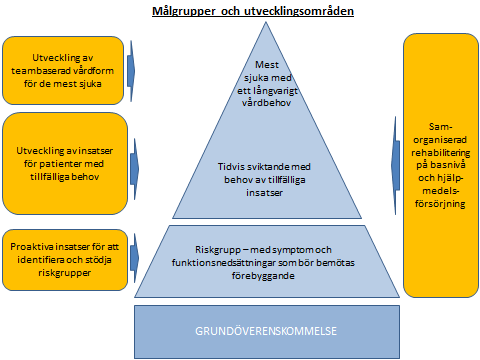 Målgrupper och utvecklingsområden
Utveckling av
teambaserad vårdform
för de mest sjuka
Mest
sjuka med
ett långvarigt
vårdbehov
Utveckling av insatser
för patienter med
tillfälliga behov
Tidvis sviktande med
behov av tillfälliga
insatser
Sam-
organiserad
rehabilitering
på basnivå
och hjälp-
medels-
försörjning
Proaktiva insatser för att
identifiera och stödja
riskgrupper
Riskgrupp – med symptom och
funktionsnedsättningar som bör bemötas
förebyggande
GRUNDÖVERENSKOMMELSE